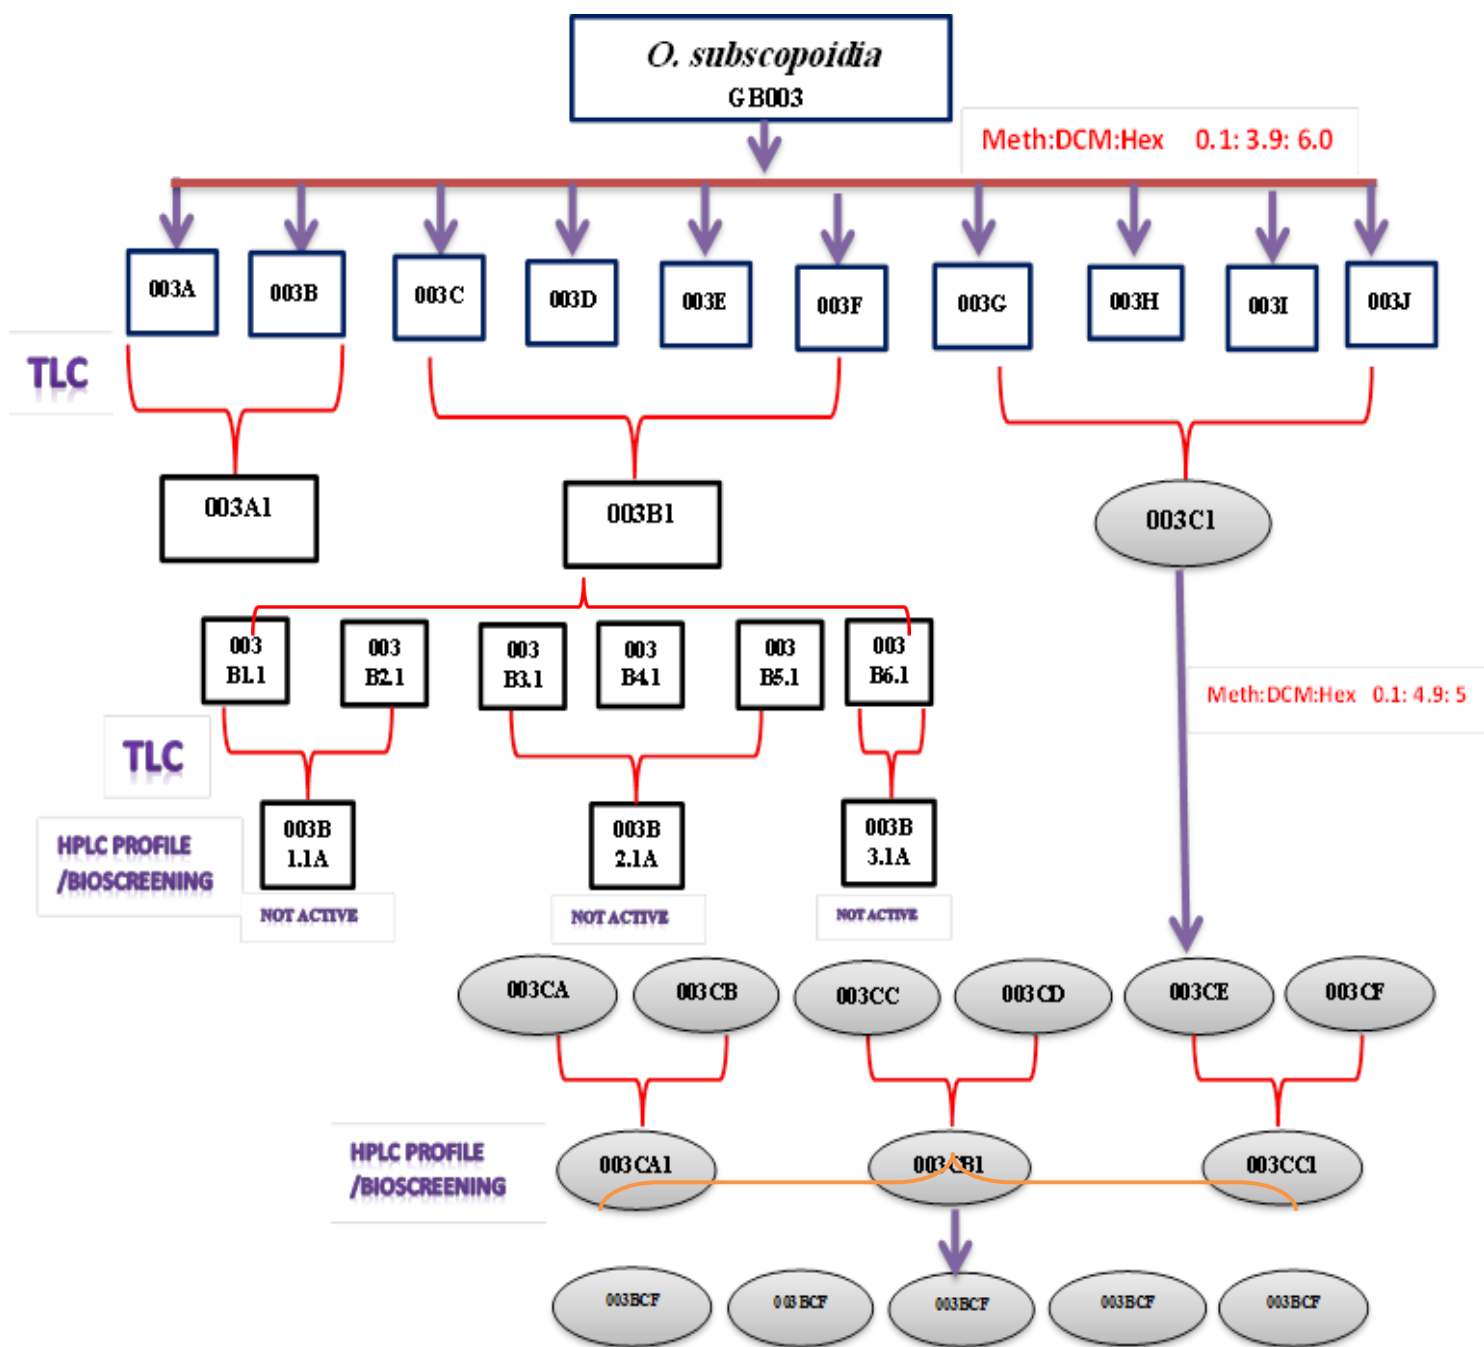 O. subscopoidia
GB003
Meth:DCM:Hex 0.1: 3.9: 6.0
003A
003B
003C
003D
003E
003F
003G
003H
003I
003J
TLC
003A1
003B1
003C1
003
B1.1
003
B2.1
003
B3.1
003
B4.1
003
B5.1
003
B6.1
Meth:DCM:Hex 0.1: 4.9: 5
TLC
HPLC PROFILE
/BIOSCREENING
003B
1.1A
003B
2.1A
003B
3.1A
NOT ACTIVE
NOT ACTIVE
NOT ACTIVE
003CA
003CB
003CC
003CD
003CE
003CF
HPLC PROFILE
/BIOSCREENING
003CA1
003CB1
003CC1
003BCF
003BCF
003BCF
003BCF
003BCF